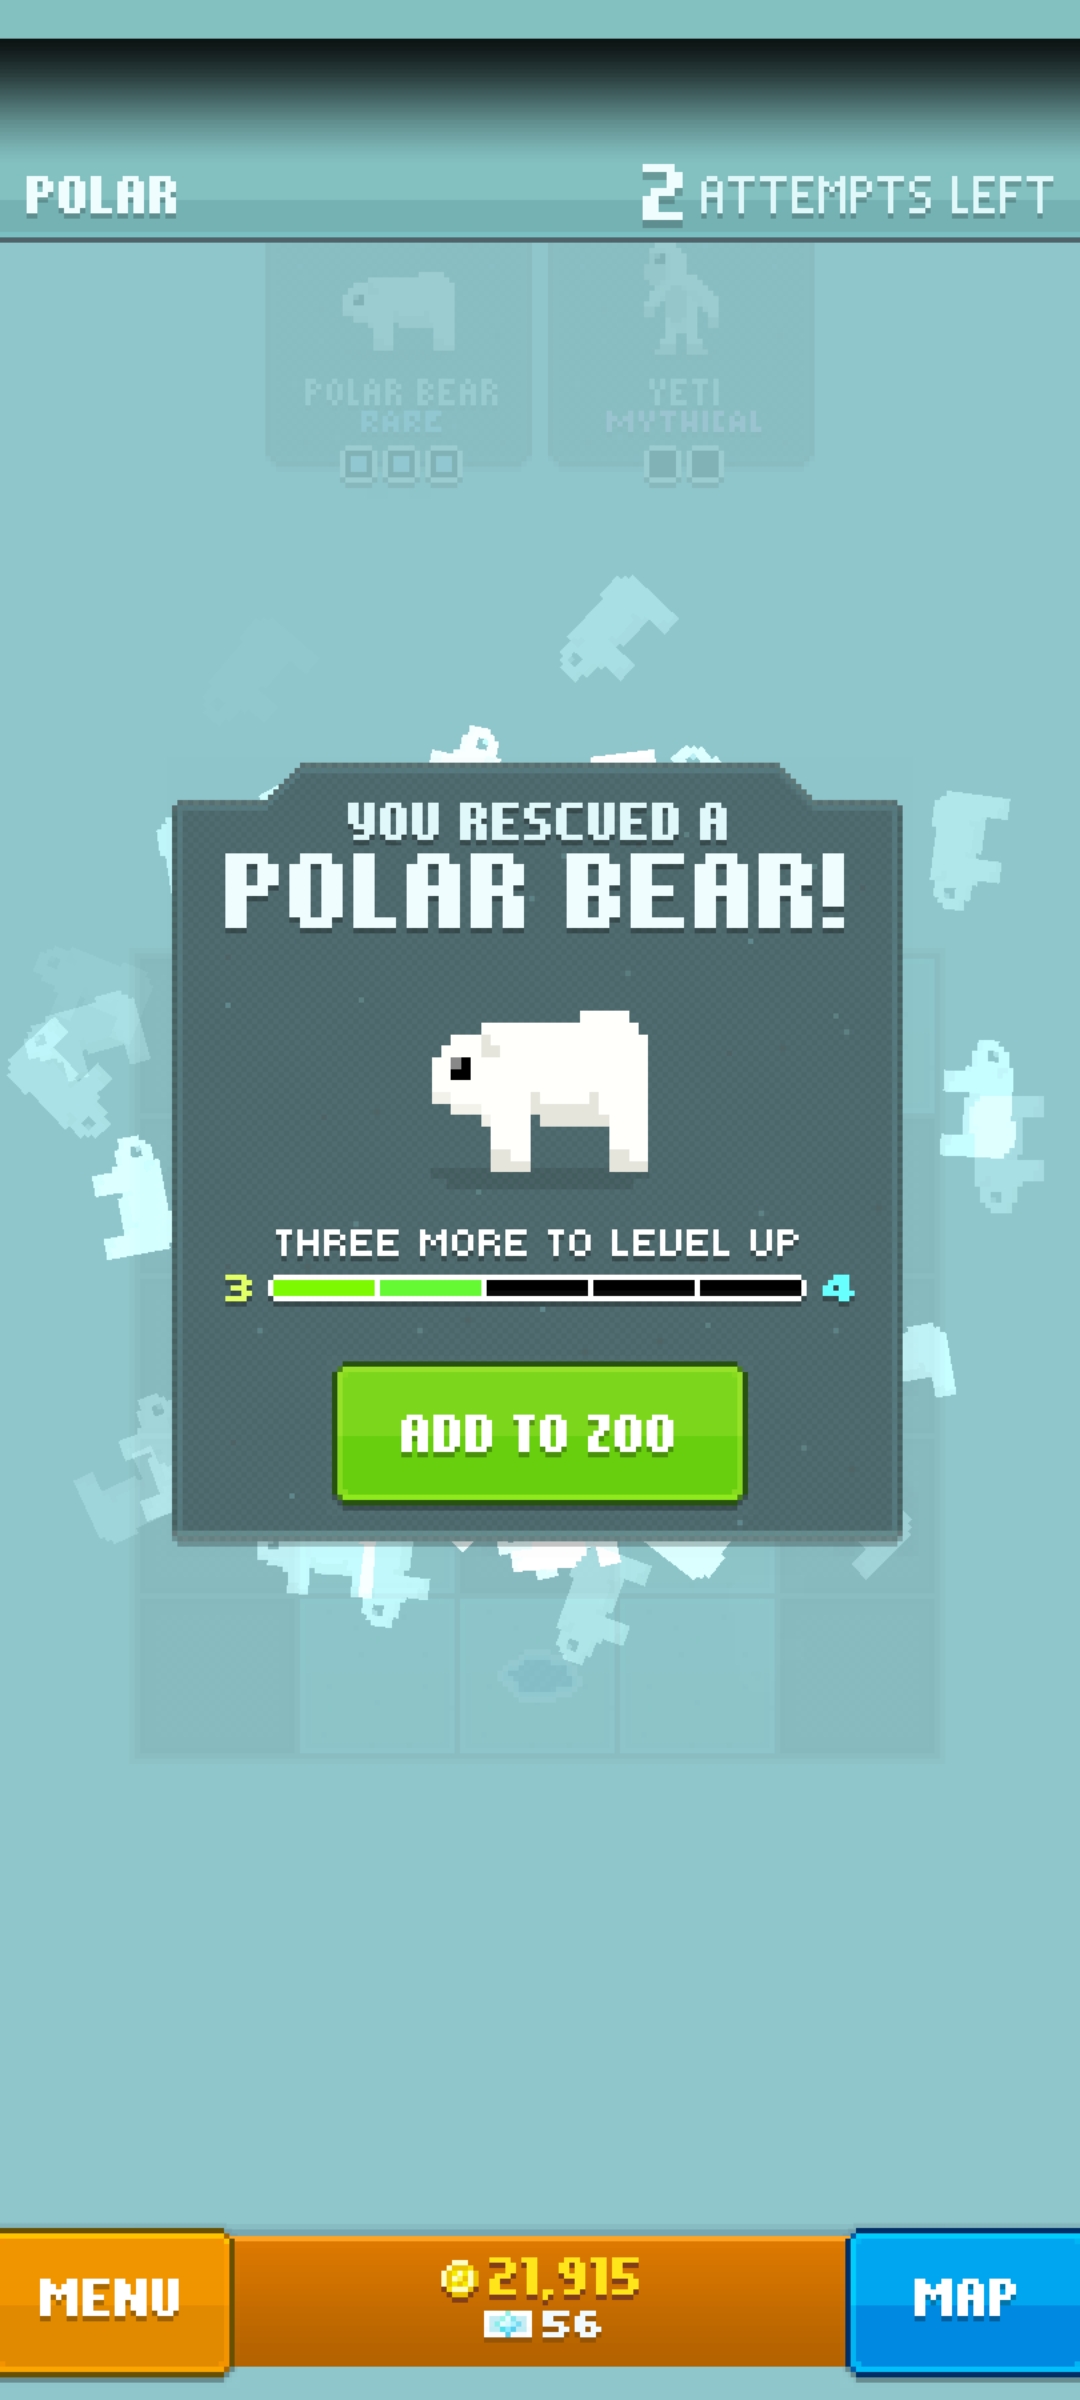 POLAR
2 ATTEMPTS LEFT
POLAR BEAR
RARE
YETI
MYTHICAL
YOU RESCUED A
POLAR BEAR!
THREE MORE TO LEVEL UP
3
4
ADD TO ZOO
MENU
21,915
56
MAP